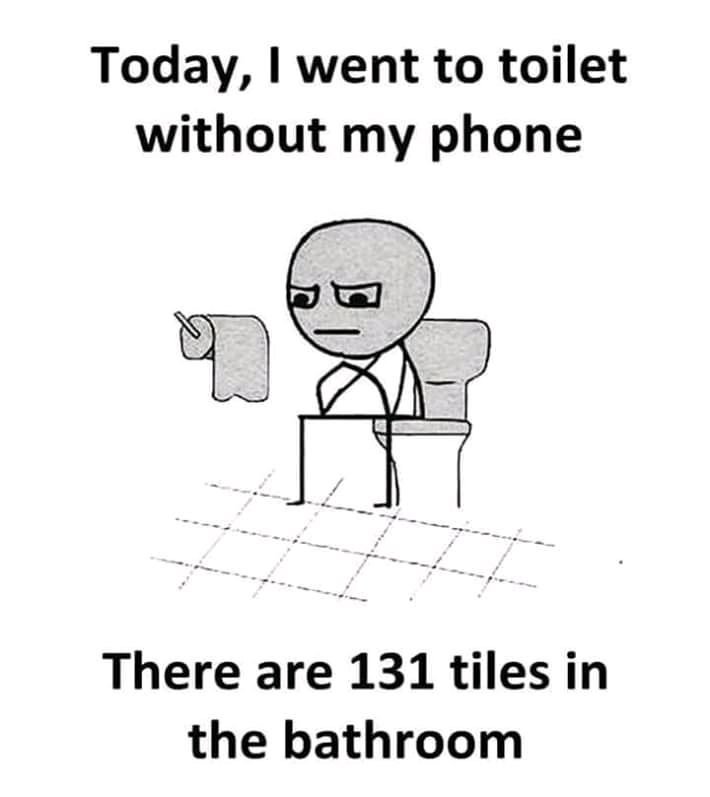 Today, I went to toilet
without my phone
There are 131 tiles in
the bathroom